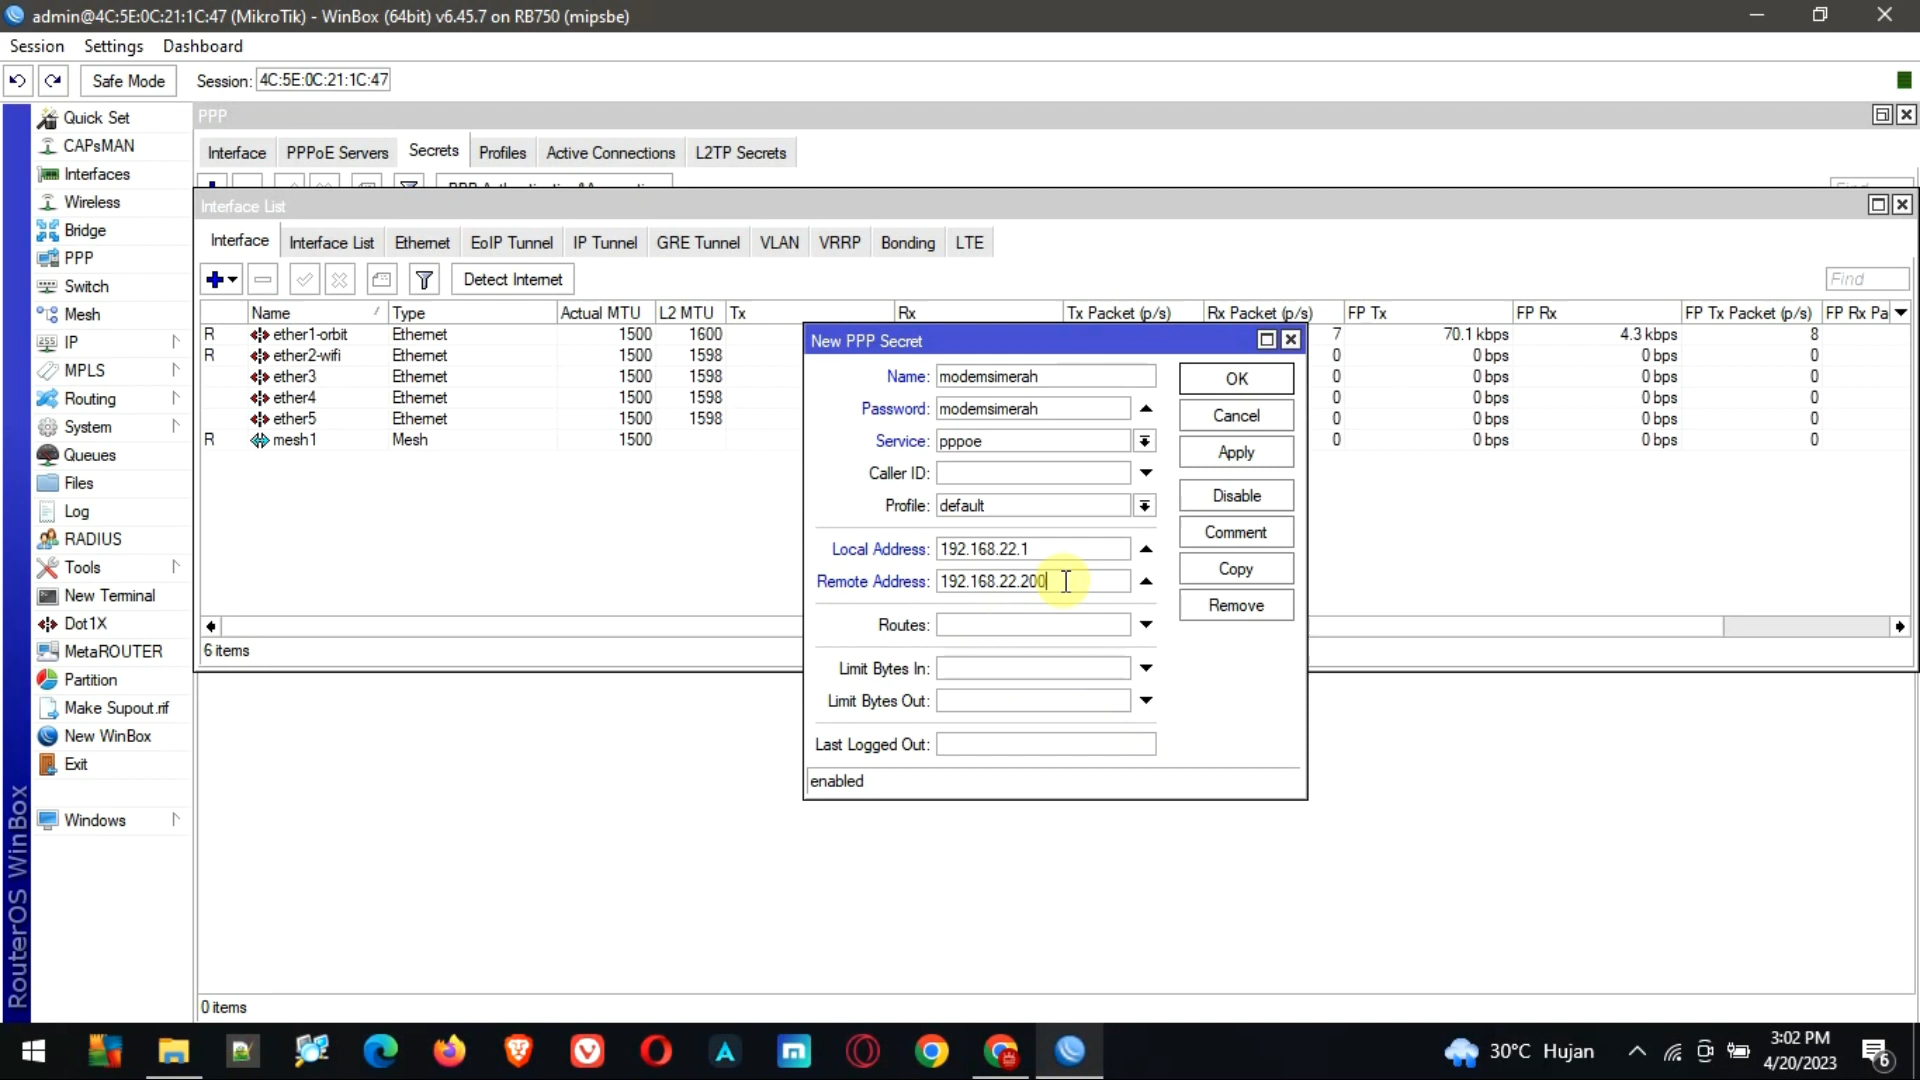 admin@4C:5E:0C:21:1C:47 (MikroTik) - WinBox (64bit) v6.45.7 on RB750 (mipsbe)
Session Settings Dashboard
Safe Mode Session: 4C:5E:0C:21:1C:47
PPP
Interface PPPoE Servers Secrets Profiles Active Connections L2TP Secrets
Interface List
Interface Interface List Ethernet EoIP Tunnel IP Tunnel GRE Tunnel VLAN VRRP Bonding LTE
Detect Internet Find
Name Type Actual MTU L2 MTU Tx Rx Tx Packet (p/s) Rx Packet (p/s) FP Tx FP Rx FP Tx Packet (p/s) FP Rx Pa
R ether1-orbit Ethernet 1500 1600 7 70.1 kbps 4.3 kbps 8
R ether2-wifi Ethernet 1500 1598 0 0 bps 0 bps 0
ether3 Ethernet 1500 1598 0 0 bps 0 bps 0
ether4 Ethernet 1500 1598 0 0 bps 0 bps 0
ether5 Ethernet 1500 1598 0 0 bps 0 bps 0
R mesh1 Mesh 1500 0 0 bps 0 bps 0
6 items
New PPP Secret
Name: modemsimerah
Password: modemsimerah
Service: pppoe
Caller ID:
Profile: default
Local Address: 192.168.22.1
Remote Address: 192.168.22.200
Routes:
Limit Bytes In:
Limit Bytes Out:
Last Logged Out:
enabled
OK
Cancel
Apply
Disable
Comment
Copy
Remove
Quick Set
CAPsMAN
Interfaces
Wireless
Bridge
PPP
Switch
Mesh
IP
MPLS
Routing
System
Queues
Files
Log
RADIUS
Tools
New Terminal
Dot1X
MetaROUTER
Partition
Make Supout.rif
New WinBox
Exit
Windows
RouterOS WinBox
0 items
30°C Hujan
3:02 PM
4/20/2023
6